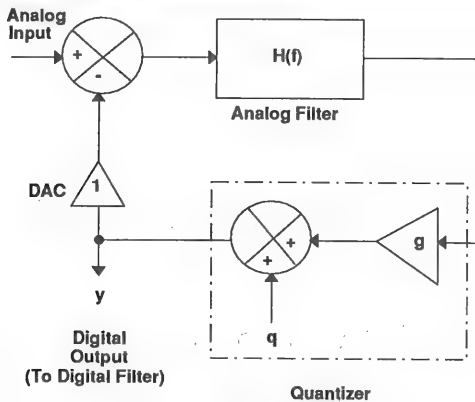 Analog
Input
+
-
H(f)
Analog Filter
DAC
1
+
+
g
y
q
Digital
Output
(To Digital Filter)
Quantizer